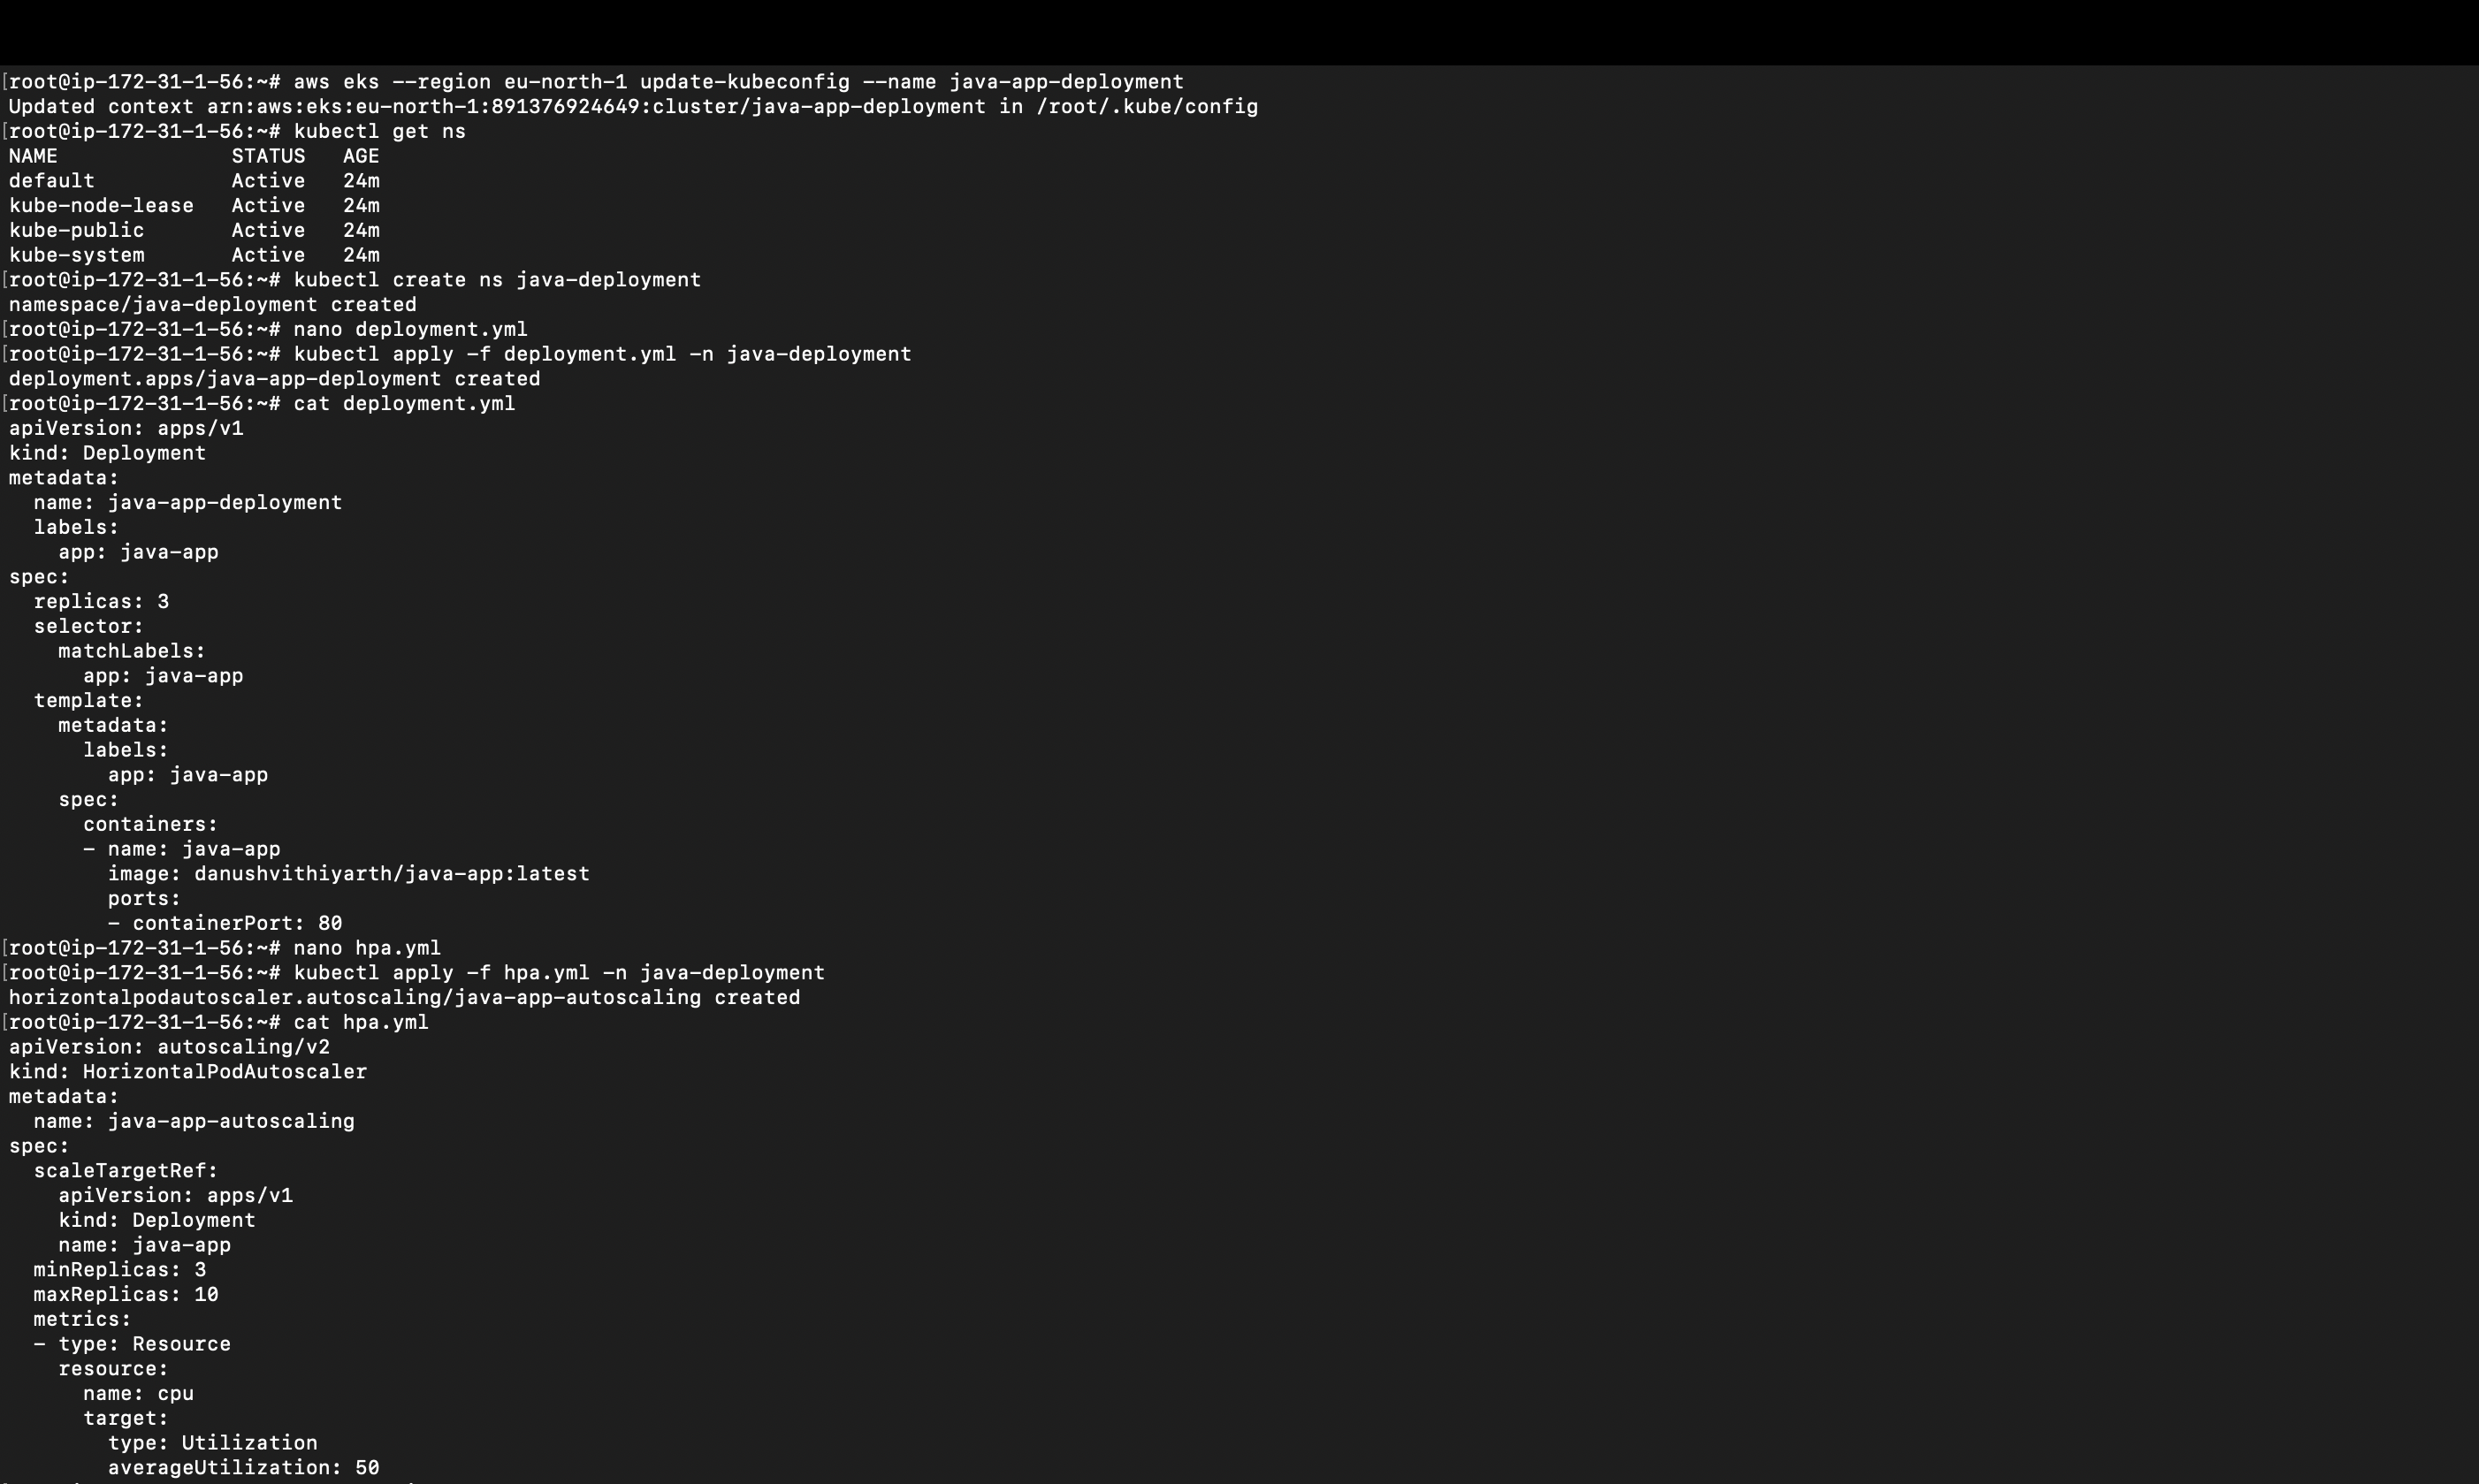 [root@ip-172-31-1-56:~# aws eks --region eu-north-1 update-kubeconfig --name java-app-deployment
Updated context arn:aws:eks:eu-north-1:891376924649:cluster/java-app-deployment in /root/.kube/config
[root@ip-172-31-1-56:~# kubectl get ns
NAME              STATUS   AGE
default           Active   24m
kube-node-lease   Active   24m
kube-public       Active   24m
kube-system       Active   24m
[root@ip-172-31-1-56:~# kubectl create ns java-deployment
namespace/java-deployment created
[root@ip-172-31-1-56:~# nano deployment.yml
[root@ip-172-31-1-56:~# kubectl apply -f deployment.yml -n java-deployment
deployment.apps/java-app-deployment created
[root@ip-172-31-1-56:~# cat deployment.yml
apiVersion: apps/v1
kind: Deployment
metadata:
  name: java-app-deployment
  labels:
    app: java-app
spec:
  replicas: 3
  selector:
    matchLabels:
      app: java-app
  template:
    metadata:
      labels:
        app: java-app
    spec:
      containers:
      - name: java-app
        image: danushvithiyarth/java-app:latest
        ports:
        - containerPort: 80
[root@ip-172-31-1-56:~# nano hpa.yml
[root@ip-172-31-1-56:~# kubectl apply -f hpa.yml -n java-deployment
horizontalpodautoscaler.autoscaling/java-app-autoscaling created
[root@ip-172-31-1-56:~# cat hpa.yml
apiVersion: autoscaling/v2
kind: HorizontalPodAutoscaler
metadata:
  name: java-app-autoscaling
spec:
  scaleTargetRef:
    apiVersion: apps/v1
    kind: Deployment
    name: java-app
  minReplicas: 3
  maxReplicas: 10
  metrics:
  - type: Resource
    resource:
      name: cpu
      target:
        type: Utilization
        averageUtilization: 50